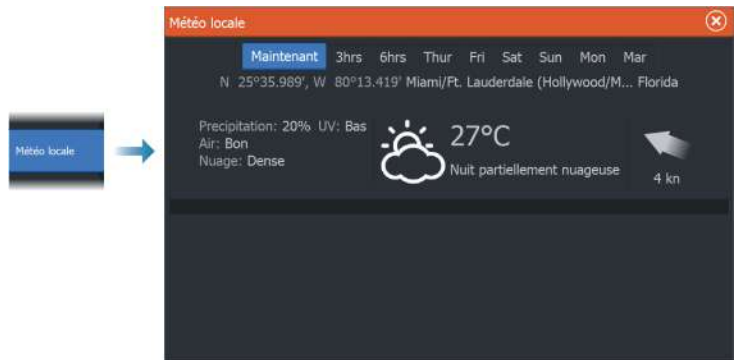 Météo locale
Maintenant 3hrs 6hrs Thur Fri Sat Sun Mon Mar
N 25°35.989', W 80°13.419' Miami/Ft. Lauderdale (Hollywood/M... Florida
Precipitation: 20% UV: Bas
Air: Bon
Nuage: Dense
27°C
Nuit partiellement nuageuse
4 kn
Météo locale